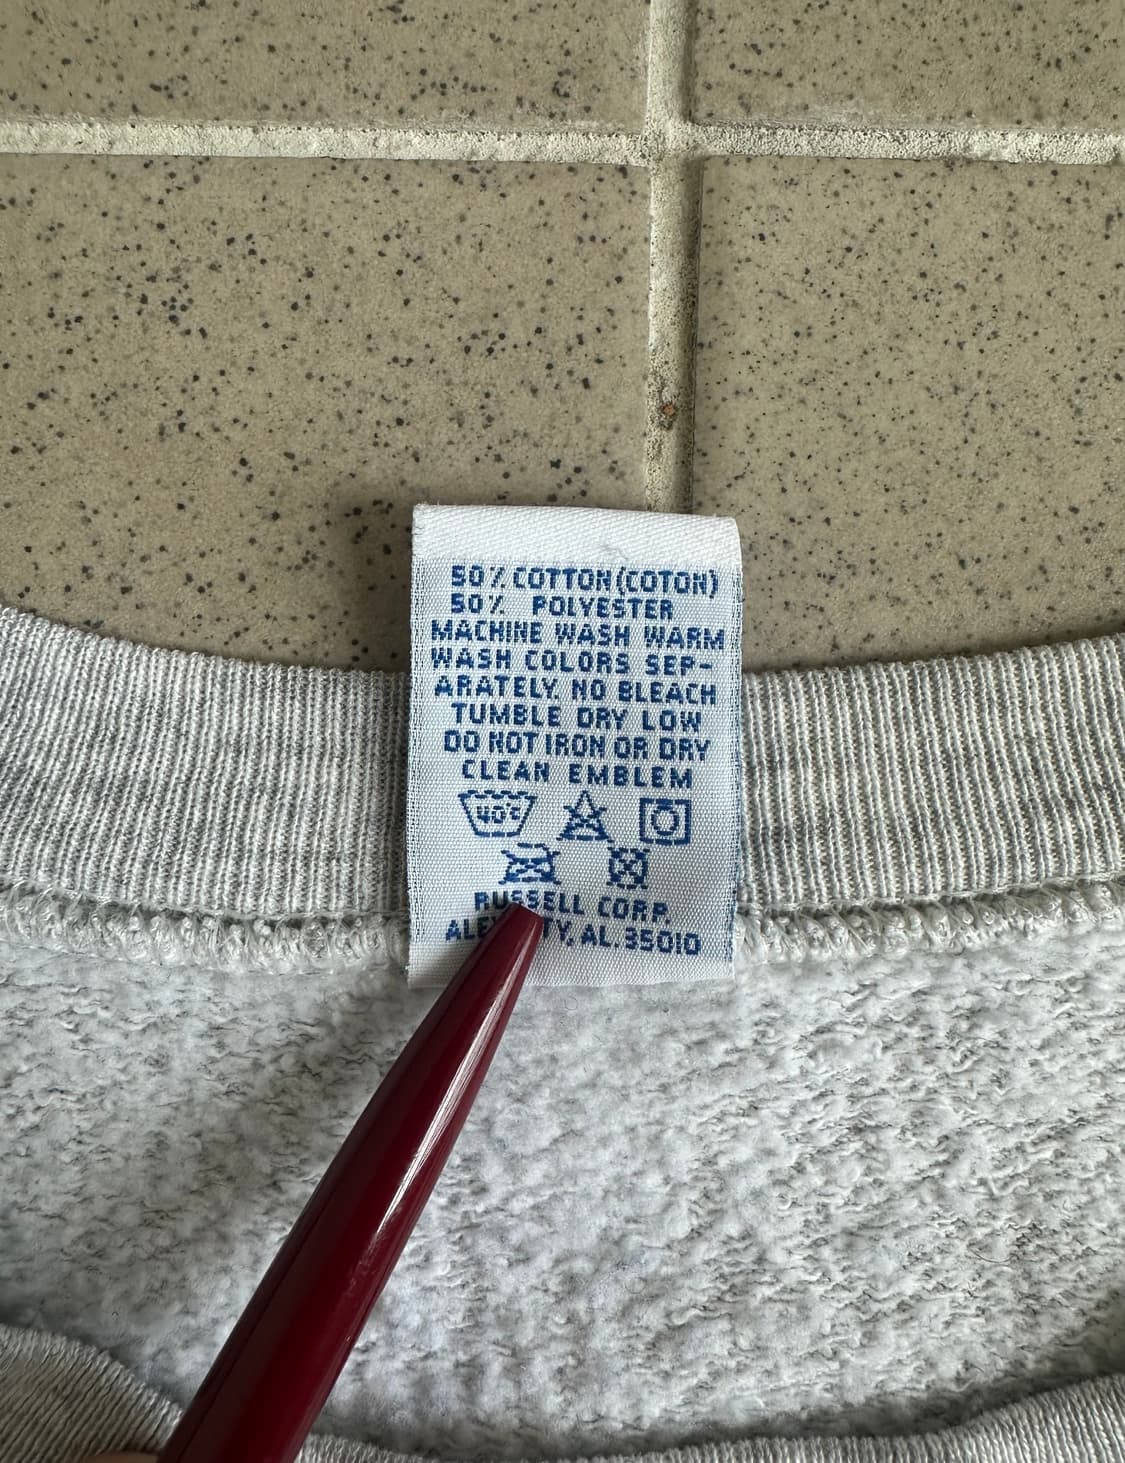 50% COTTON (COTON)
50% POLYESTER
MACHINE WASH WARM
WASH COLORS SEP-
ARATELY. NO BLEACH
TUMBLE DRY LOW
DO NOT IRON OR DRY
CLEAN EMBLEM
40°C
RUSSELL CORP.
AL. 35010